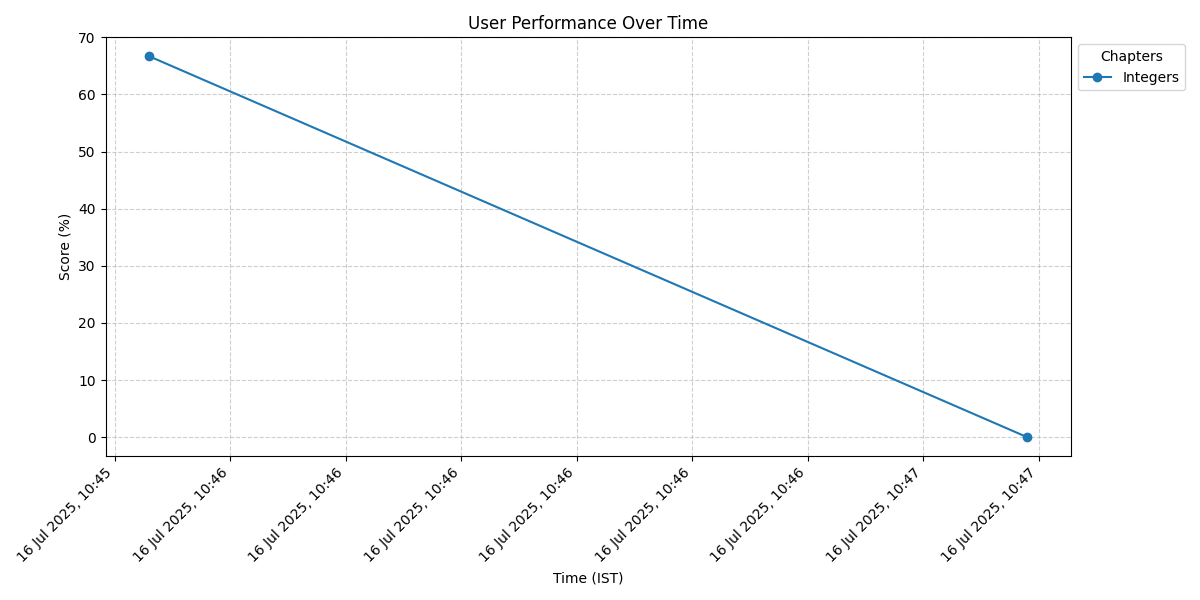 User Performance Over Time
Chapters
Integers
Score (%)
70
60
50
40
30
20
10
0
16 Jul 2025, 10:45
16 Jul 2025, 10:46
16 Jul 2025, 10:46
16 Jul 2025, 10:46
16 Jul 2025, 10:46
16 Jul 2025, 10:46
16 Jul 2025, 10:46
16 Jul 2025, 10:47
16 Jul 2025, 10:47
Time (IST)